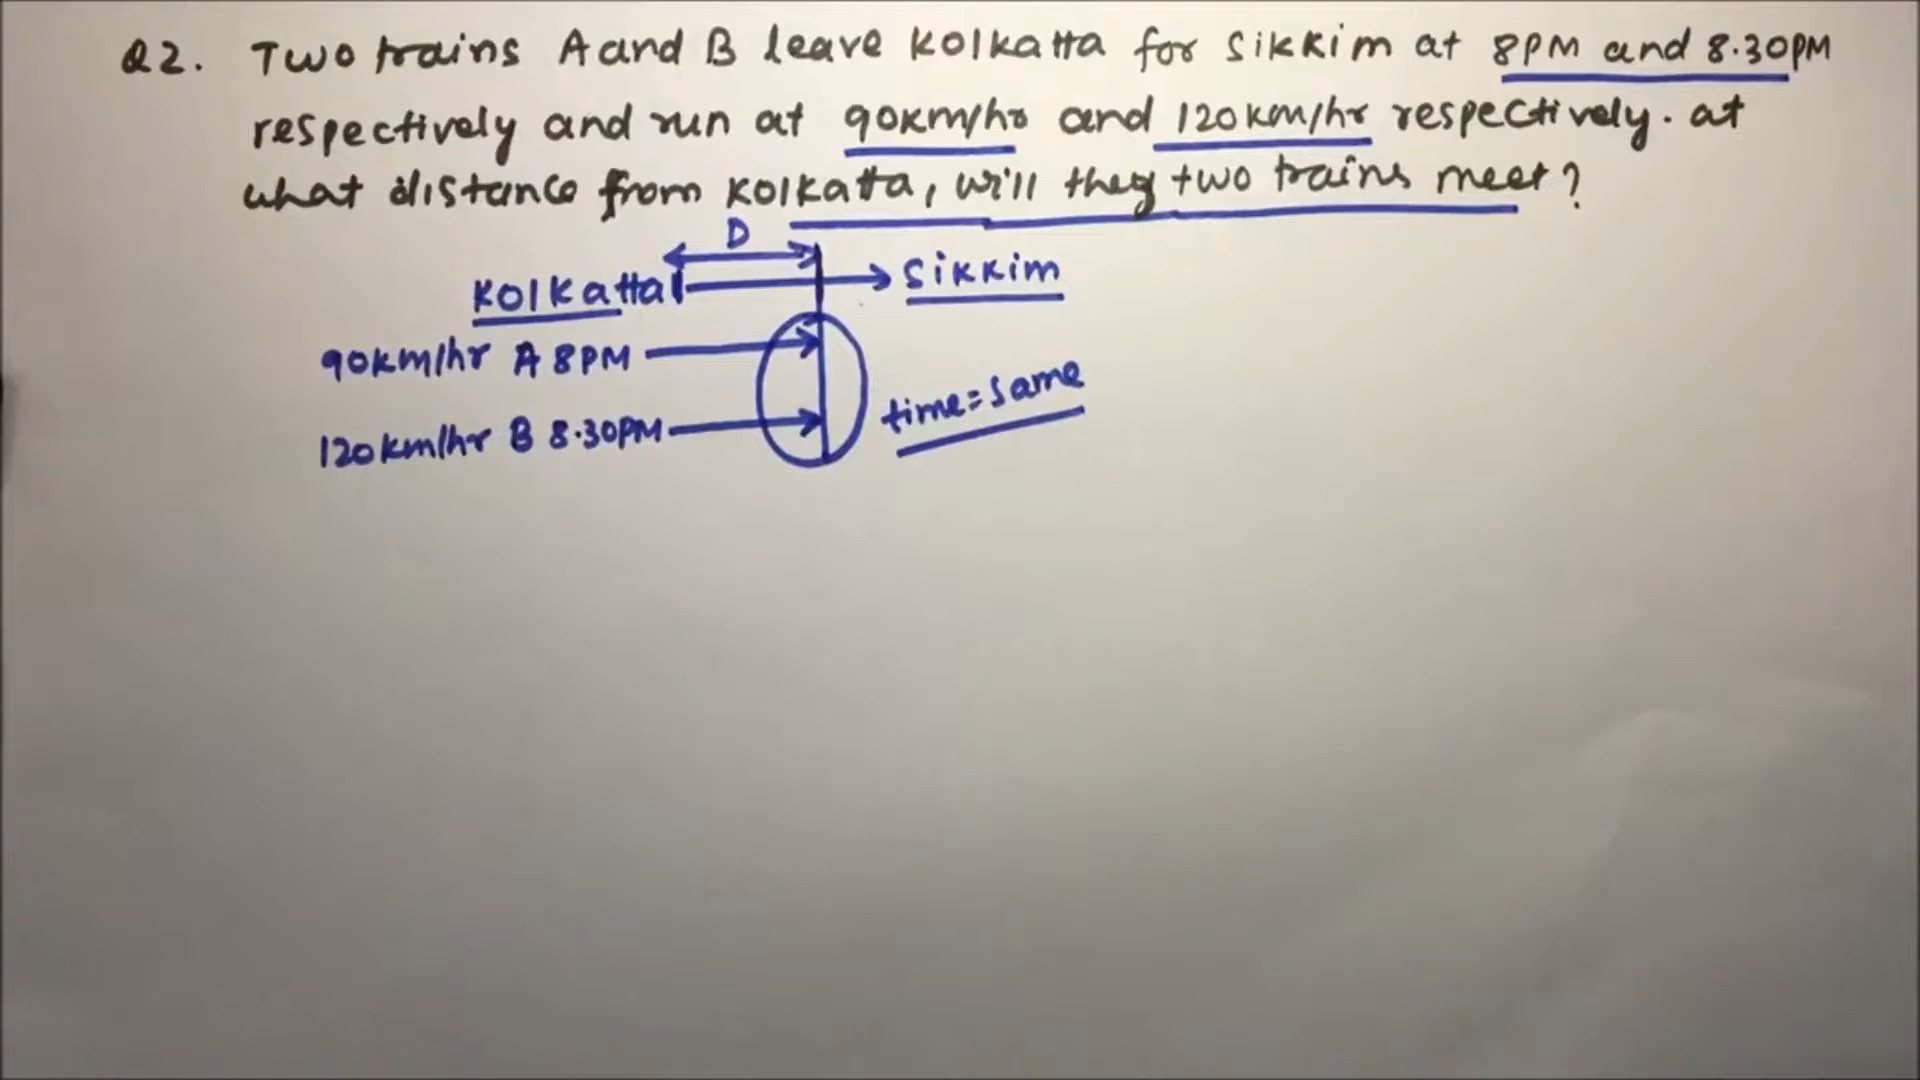 Q2. Two trains A and B leave Kolkatta for Sikkim at 8PM and 8.30PM
respectively and run at 90km/hr and 120km/hr respectively. at
what distance from Kolkatta, will they two trains meet?
D
Kolkatta Sikkim
90km/hr A 8PM
time = same
120km/hr B 8.30PM